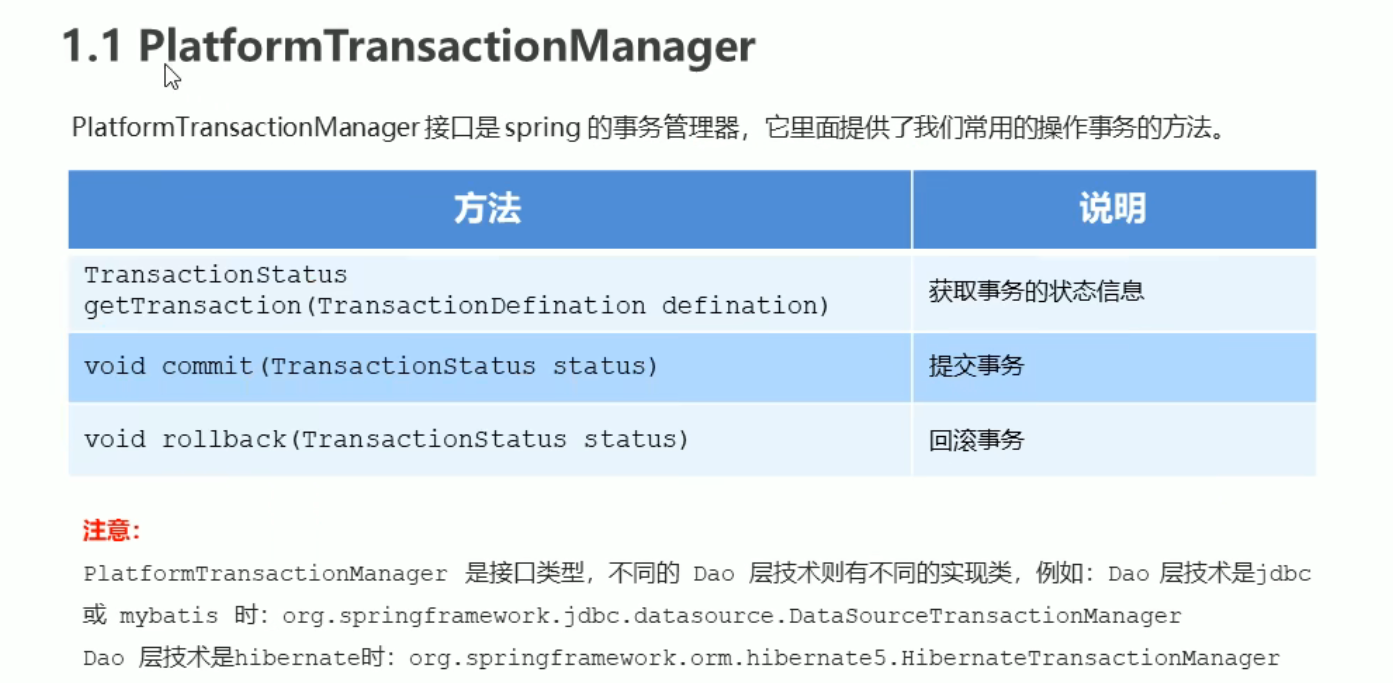 1.1 PlatformTransactionManager
PlatformTransactionManager 接口是 spring 的事务管理器，它里面提供了我们常用的操作事务的方法。
方法
说明
TransactionStatus
getTransaction(TransactionDefination defination)
获取事务的状态信息
void commit(TransactionStatus status)
提交事务
void rollback(TransactionStatus status)
回滚事务
注意：
PlatformTransactionManager 是接口类型，不同的 Dao 层技术则有不同的实现类，例如：Dao 层技术是jdbc
或 mybatis 时：org.springframework.jdbc.datasource.DataSourceTransactionManager
Dao 层技术是hibernate时：org.springframework.orm.hibernate5.HibernateTransactionManager